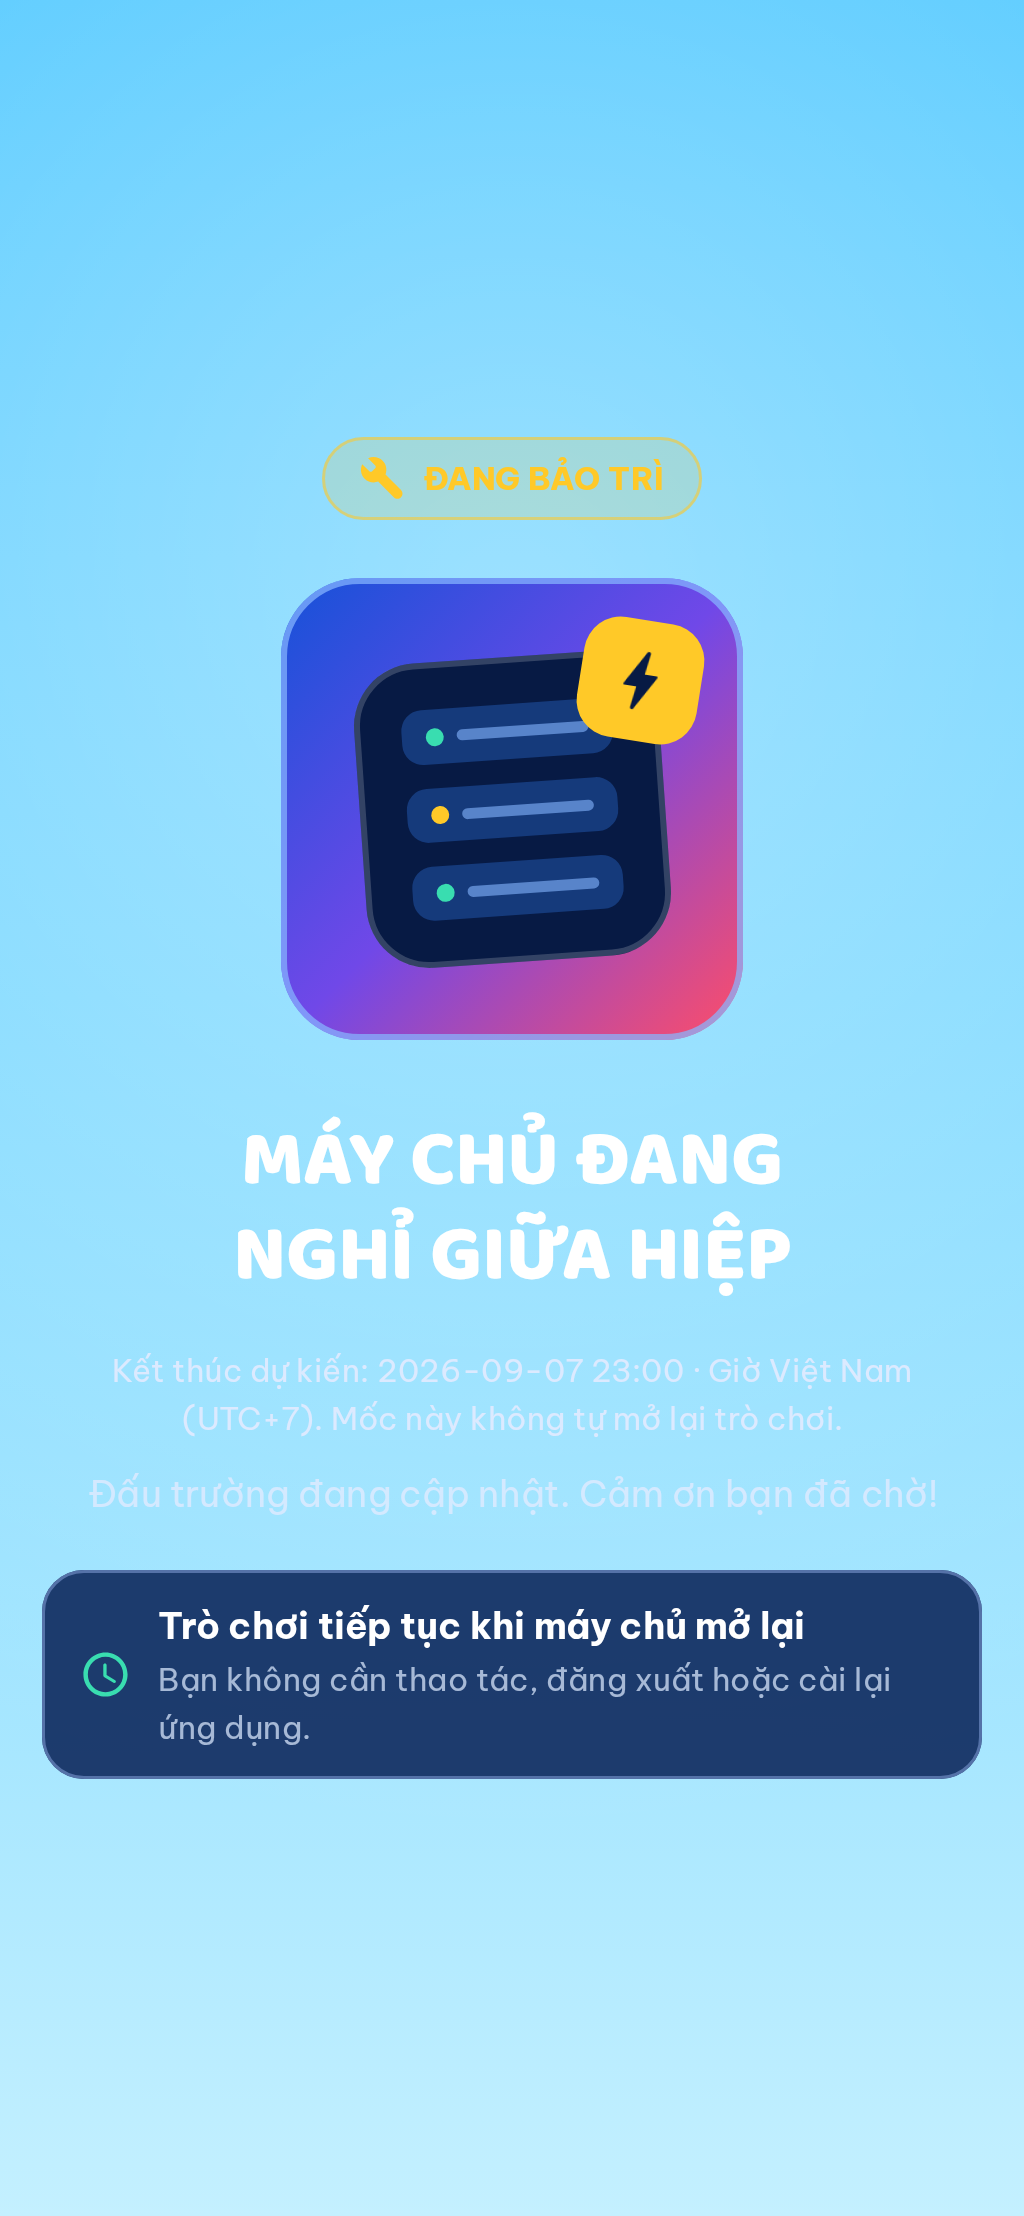 ĐANG BẢO TRÌ
MÁY CHỦ ĐANG
NGHỈ GIỮA HIỆP
Kết thúc dự kiến: 2026-09-07 23:00 · Giờ Việt Nam
(UTC+7). Mốc này không tự mở lại trò chơi.
Đấu trường đang cập nhật. Cảm ơn bạn đã chờ!
Trò chơi tiếp tục khi máy chủ mở lại
Bạn không cần thao tác, đăng xuất hoặc cài lại
ứng dụng.